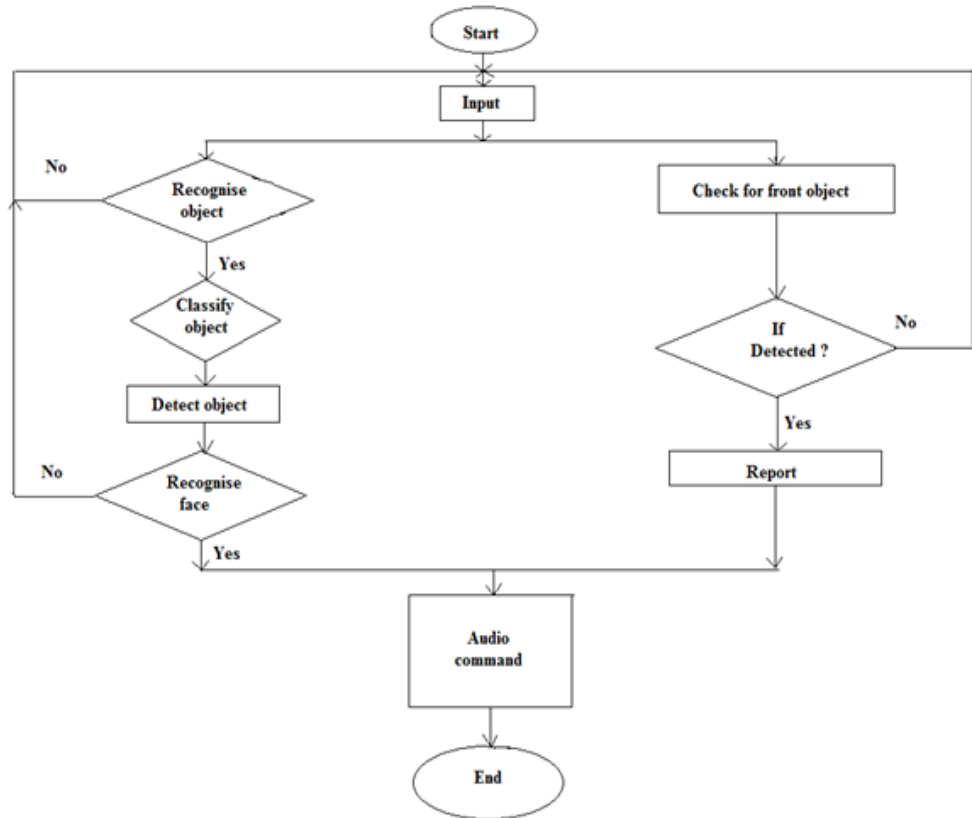 Start
Input
No
Recognise
object
Yes
Classify
object
Detect object
No
Recognise
face
Yes
Check for front object
If
Detected ?
No
Yes
Report
Audio
command
End